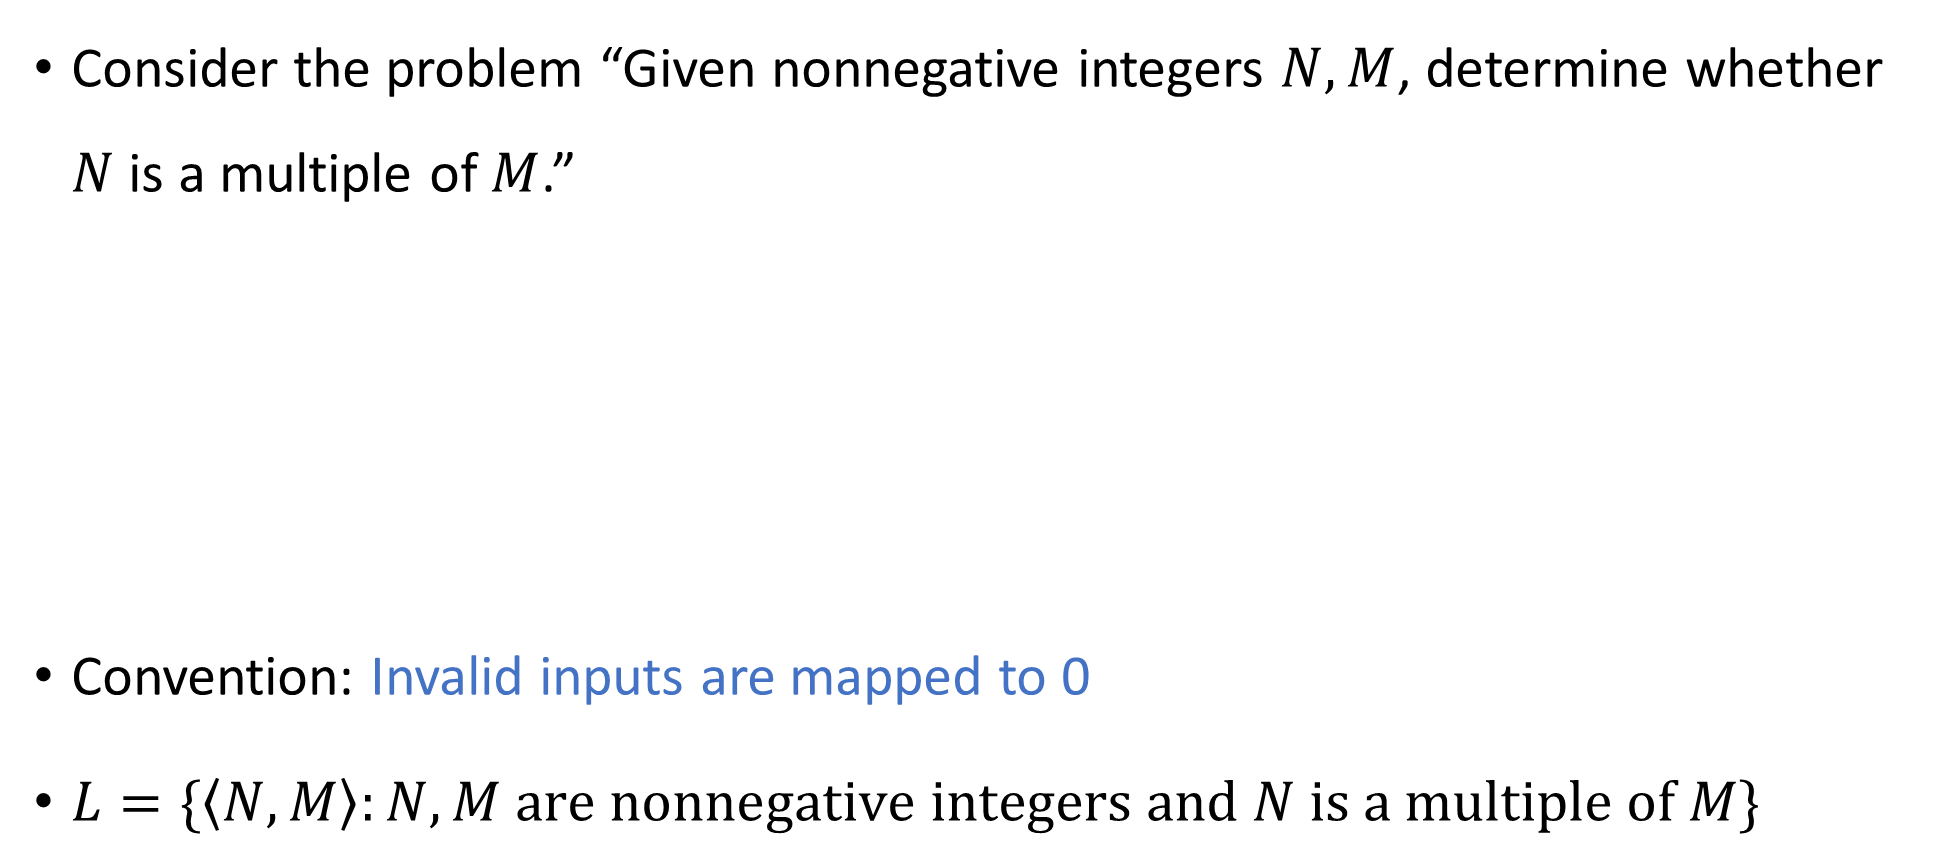 • Consider the problem “Given nonnegative integers N, M, determine whether
N is a multiple of M.”
• Convention: Invalid inputs are mapped to 0
• L = {⟨N, M⟩: N, M are nonnegative integers and N is a multiple of M}